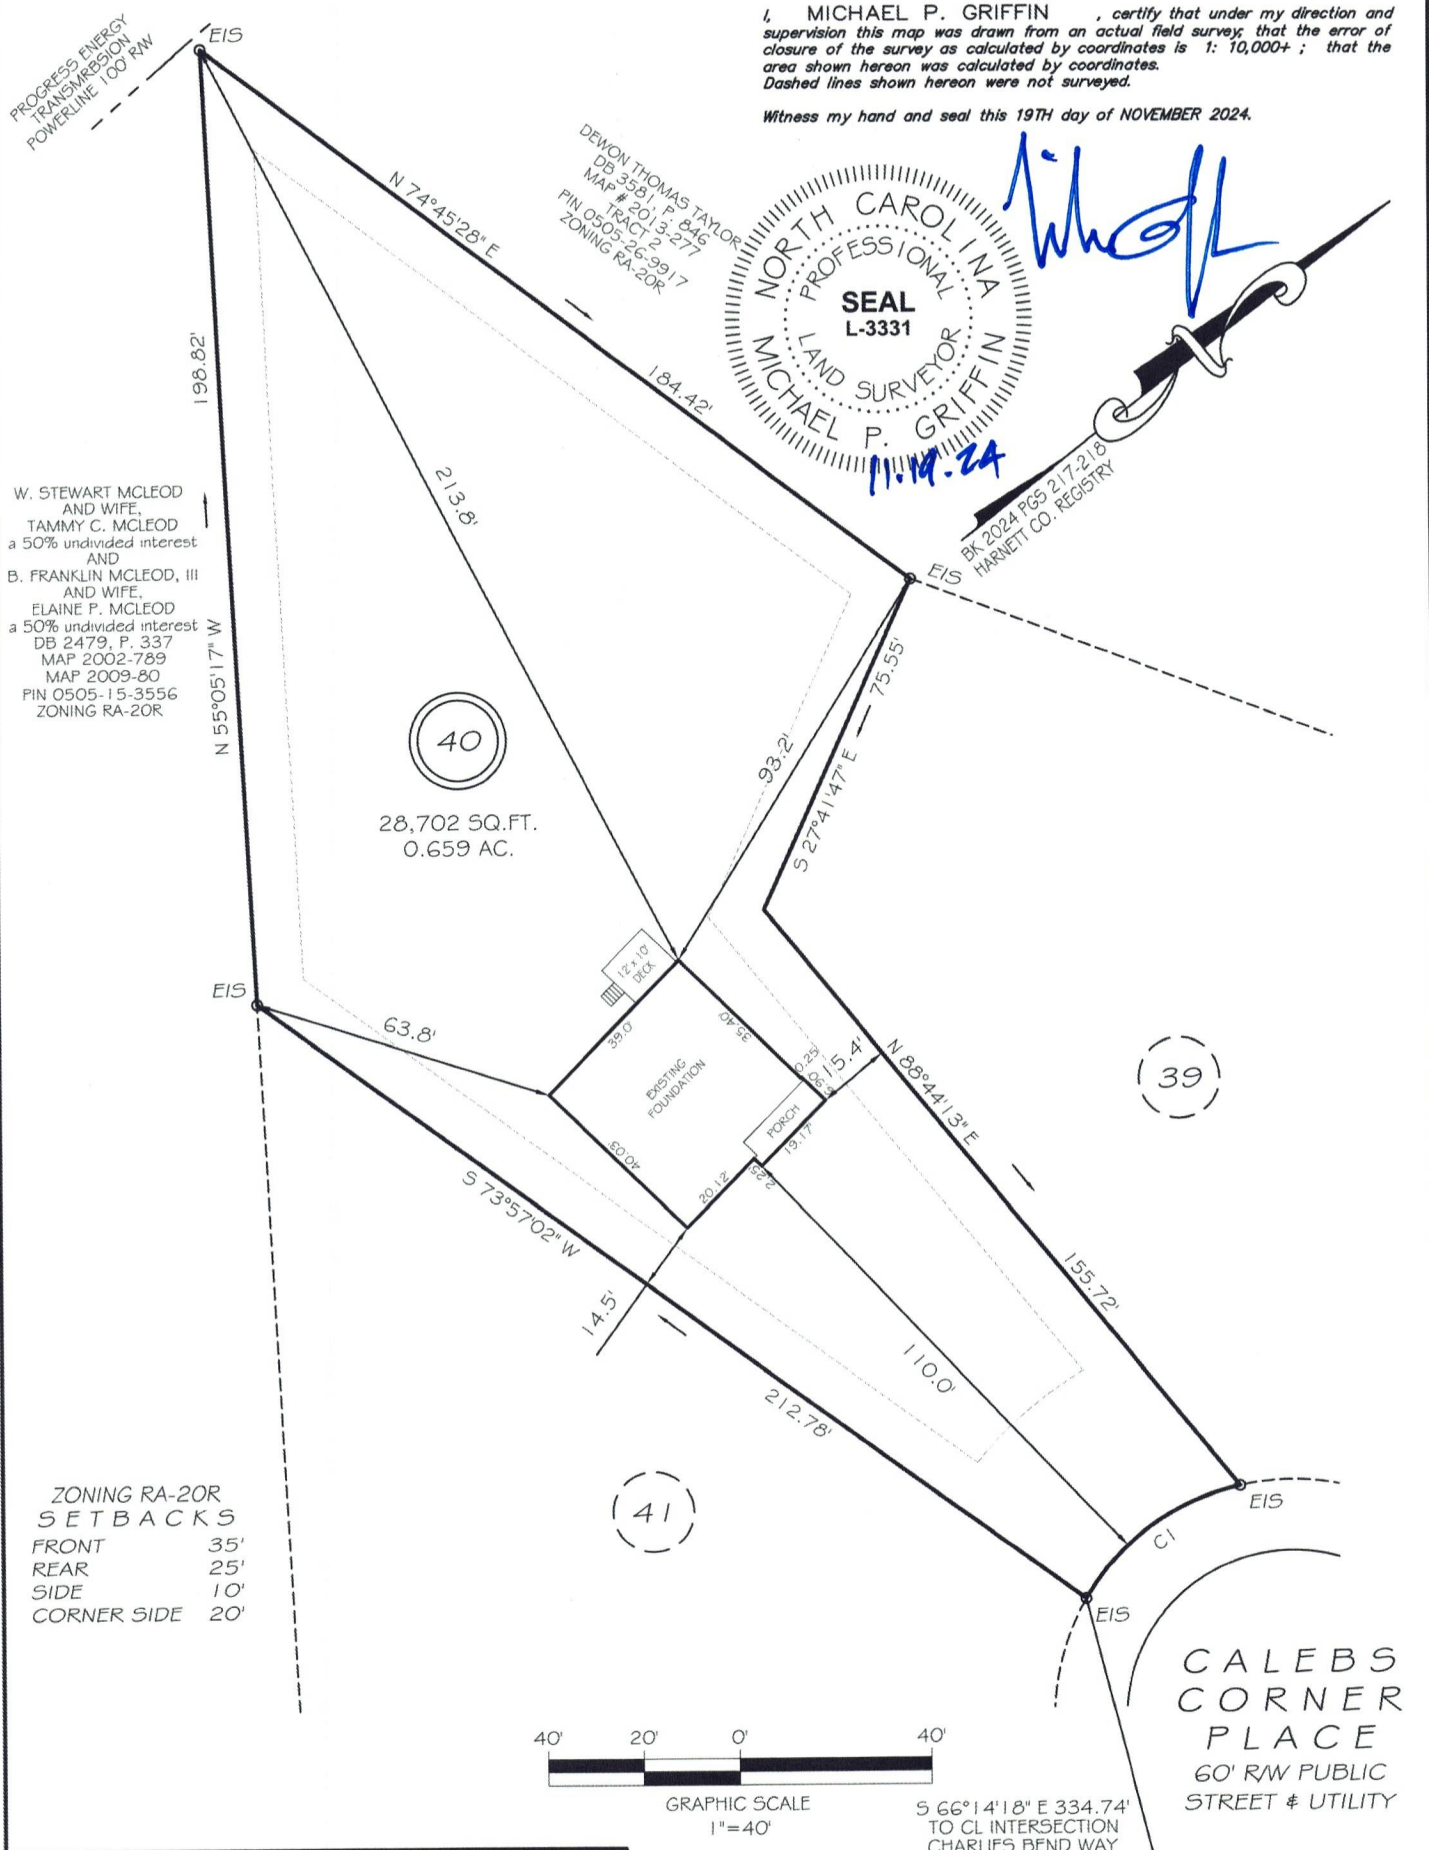 I, MICHAEL P. GRIFFIN , certify that under my direction and
supervision this map was drawn from an actual field survey; that the error of
closure of the survey as calculated by coordinates is 1: 10,000+ ; that the
area shown hereon was calculated by coordinates.
Dashed lines shown hereon were not surveyed.
Witness my hand and seal this 19TH day of NOVEMBER 2024.
EIS
PROGRESS ENERGY
TRANSMRBSION
POWERLINE 100' R/W
DEWON THOMAS TAYLOR
DB 3581, P. 846
MAP # 2013-277
TRACT 2
PIN 0505-26-9917
ZONING RA-20R
N 74°45'28" E
184.42'
NORTH CAROLINA
PROFESSIONAL
SEAL
L-3331
LAND SURVEYOR
MICHAEL P. GRIFFIN
11.19.24
N
BK 2024 PGS 217-218
HARNETT CO. REGISTRY
198.82'
N 55°05'17" W
213.8'
W. STEWART MCLEOD
AND WIFE,
TAMMY C. MCLEOD
a 50% undivided interest
AND
B. FRANKLIN MCLEOD, III
AND WIFE,
ELAINE P. MCLEOD
a 50% undivided interest
DB 2479, P. 337
MAP 2002-789
MAP 2009-80
PIN 0505-15-3556
ZONING RA-20R
EIS
75.55'
S 27°41'47" E
93.2'
40
28,702 SQ.FT.
0.659 AC.
EIS
63.8'
12' x 10'
DECK
39.0'
35.40'
EXISTING
FOUNDATION
40.03'
0.25'
5.90'
15.4'
PORCH
19.17'
2.25'
20.12'
N 88°44'13" E
155.72'
39
S 73°57'02" W
14.5'
212.78'
110.0'
41
EIS
C1
EIS
ZONING RA-20R
SETBACKS
FRONT 35'
REAR 25'
SIDE 10'
CORNER SIDE 20'
CALEBS
CORNER
PLACE
60' R/W PUBLIC
STREET & UTILITY
40' 20' 0' 40'
GRAPHIC SCALE
1"=40'
S 66°14'18" E 334.74'
TO CL INTERSECTION
CHARLIES BEND WAY